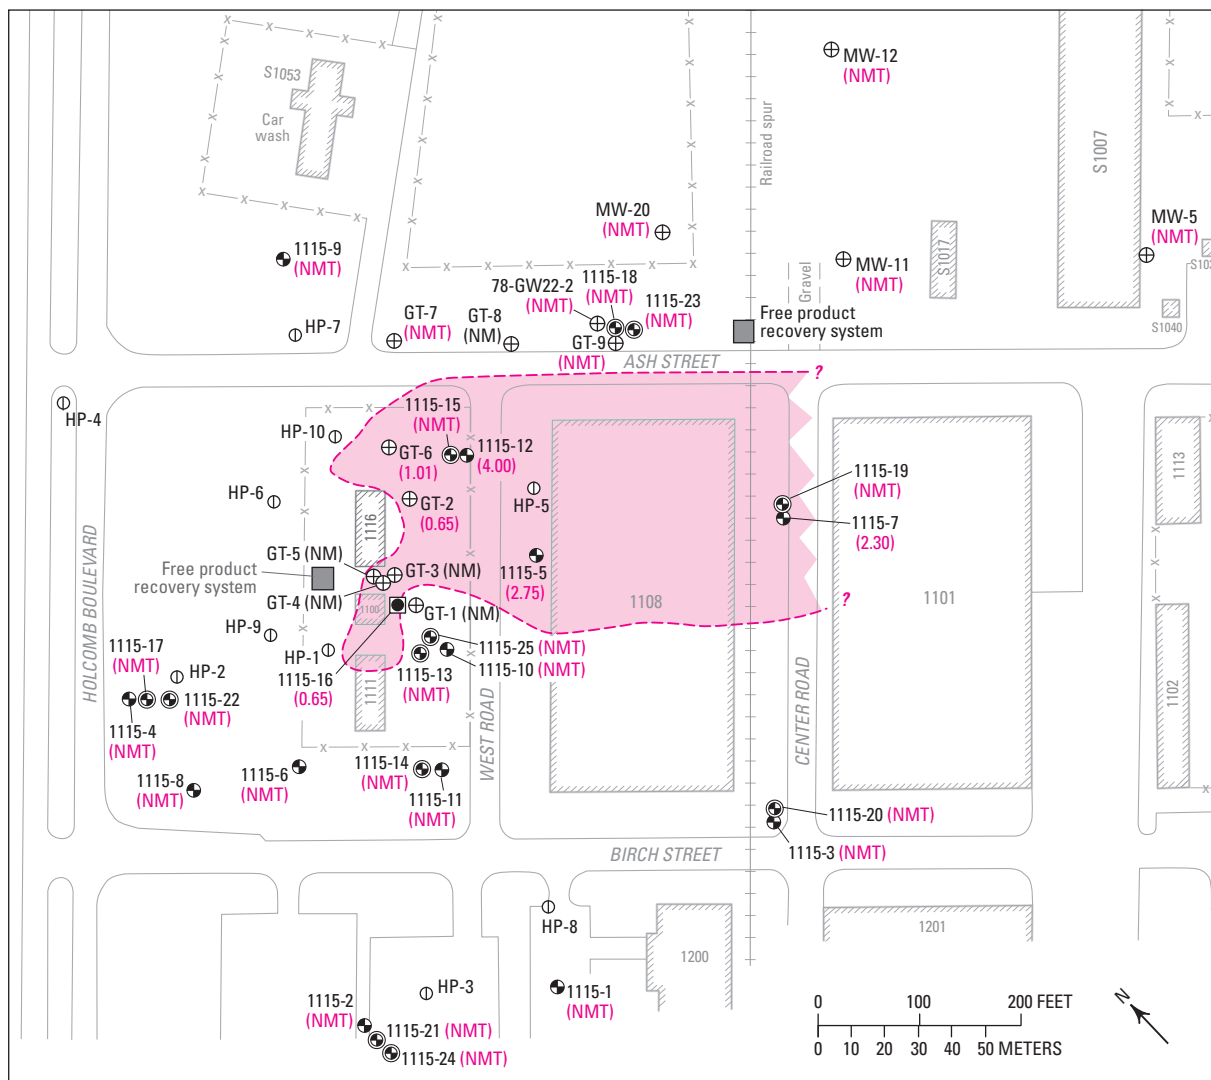 MW-12
(NMT)
S1053
Car
wash
Railroad spur
S1007
MW-20
(NMT)
MW-5
(NMT)
1115-9
(NMT)
MW-11
(NMT)
S1017
78-GW22-2
(NMT)
1115-18
(NMT)
1115-23
(NMT)
Gravel
GT-7
(NMT)
GT-8
(NM)
HP-7
Free product
recovery system
S1040
GT-9
(NMT)
ASH STREET
?
HP-4
1115-15
(NMT)
HP-10
1115-12
(4.00)
GT-6
(1.01)
1113
1115-19
(NMT)
HP-6
GT-2
(0.65)
HP-5
1116
1115-7
(2.30)
GT-5 (NM)
Free product
recovery system
GT-3 (NM)
1115-5
(2.75)
GT-4 (NM)
1100
GT-1 (NM)
1108
1101
?
HOLCOMB BOULEVARD
HP-9
1115-17
(NMT)
HP-2
HP-1
1115-25 (NMT)
1115-10 (NMT)
1115-16
(0.65)
1115-13
(NMT)
1111
1102
1115-22
(NMT)
1115-4
(NMT)
WEST ROAD
CENTER ROAD
1115-8
(NMT)
1115-6
(NMT)
1115-14
(NMT)
1115-11
(NMT)
1115-20 (NMT)
1115-3 (NMT)
BIRCH STREET
HP-8
1200
1201
HP-3
1115-1
(NMT)
1115-2
(NMT)
1115-21 (NMT)
1115-24 (NMT)
0 100 200 FEET
0 10 20 30 40 50 METERS
N